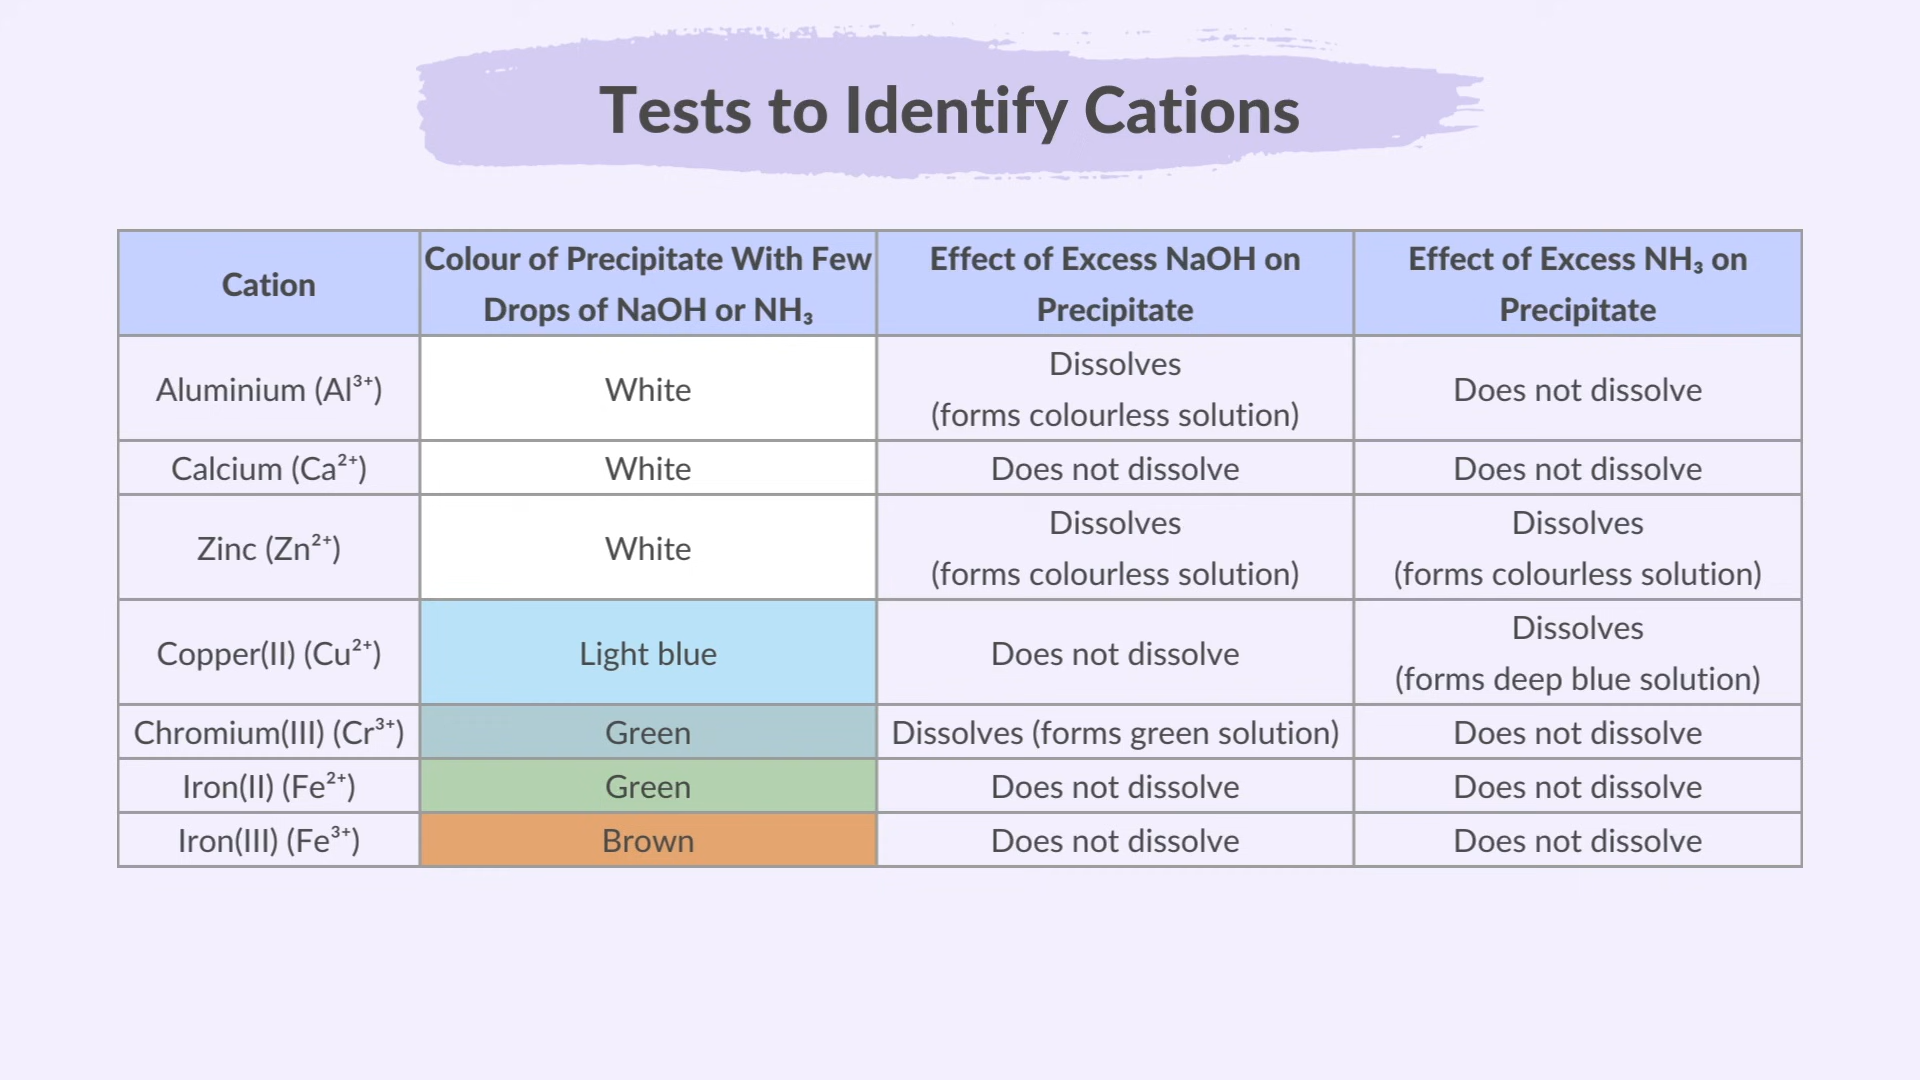 Tests to Identify Cations
Cation
Colour of Precipitate With Few
Drops of NaOH or NH₃
Effect of Excess NaOH on
Precipitate
Effect of Excess NH₃ on
Precipitate
Aluminium (Al³⁺)
White
Dissolves
(forms colourless solution)
Does not dissolve
Calcium (Ca²⁺)
White
Does not dissolve
Does not dissolve
Zinc (Zn²⁺)
White
Dissolves
(forms colourless solution)
Dissolves
(forms colourless solution)
Copper(II) (Cu²⁺)
Light blue
Does not dissolve
Dissolves
(forms deep blue solution)
Chromium(III) (Cr³⁺)
Green
Dissolves (forms green solution)
Does not dissolve
Iron(II) (Fe²⁺)
Green
Does not dissolve
Does not dissolve
Iron(III) (Fe³⁺)
Brown
Does not dissolve
Does not dissolve